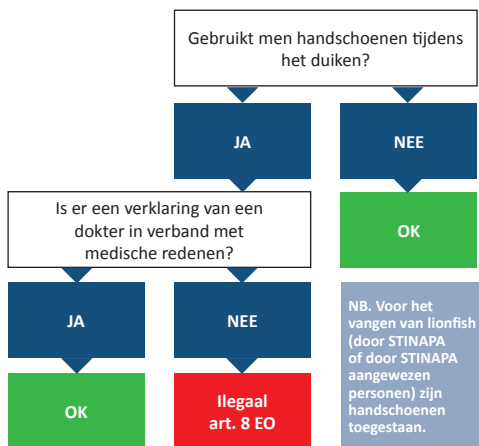 Gebruikt men handschoenen tijdens
het duiken?
JA
NEE
Is er een verklaring van een
dokter in verband met
medische redenen?
OK
JA
NEE
NB. Voor het
vangen van lionfish
(door STINAPA
of door STINAPA
aangewezen
personen) zijn
handschoenen
toegestaan.
OK
Ilegaal
art. 8 EO